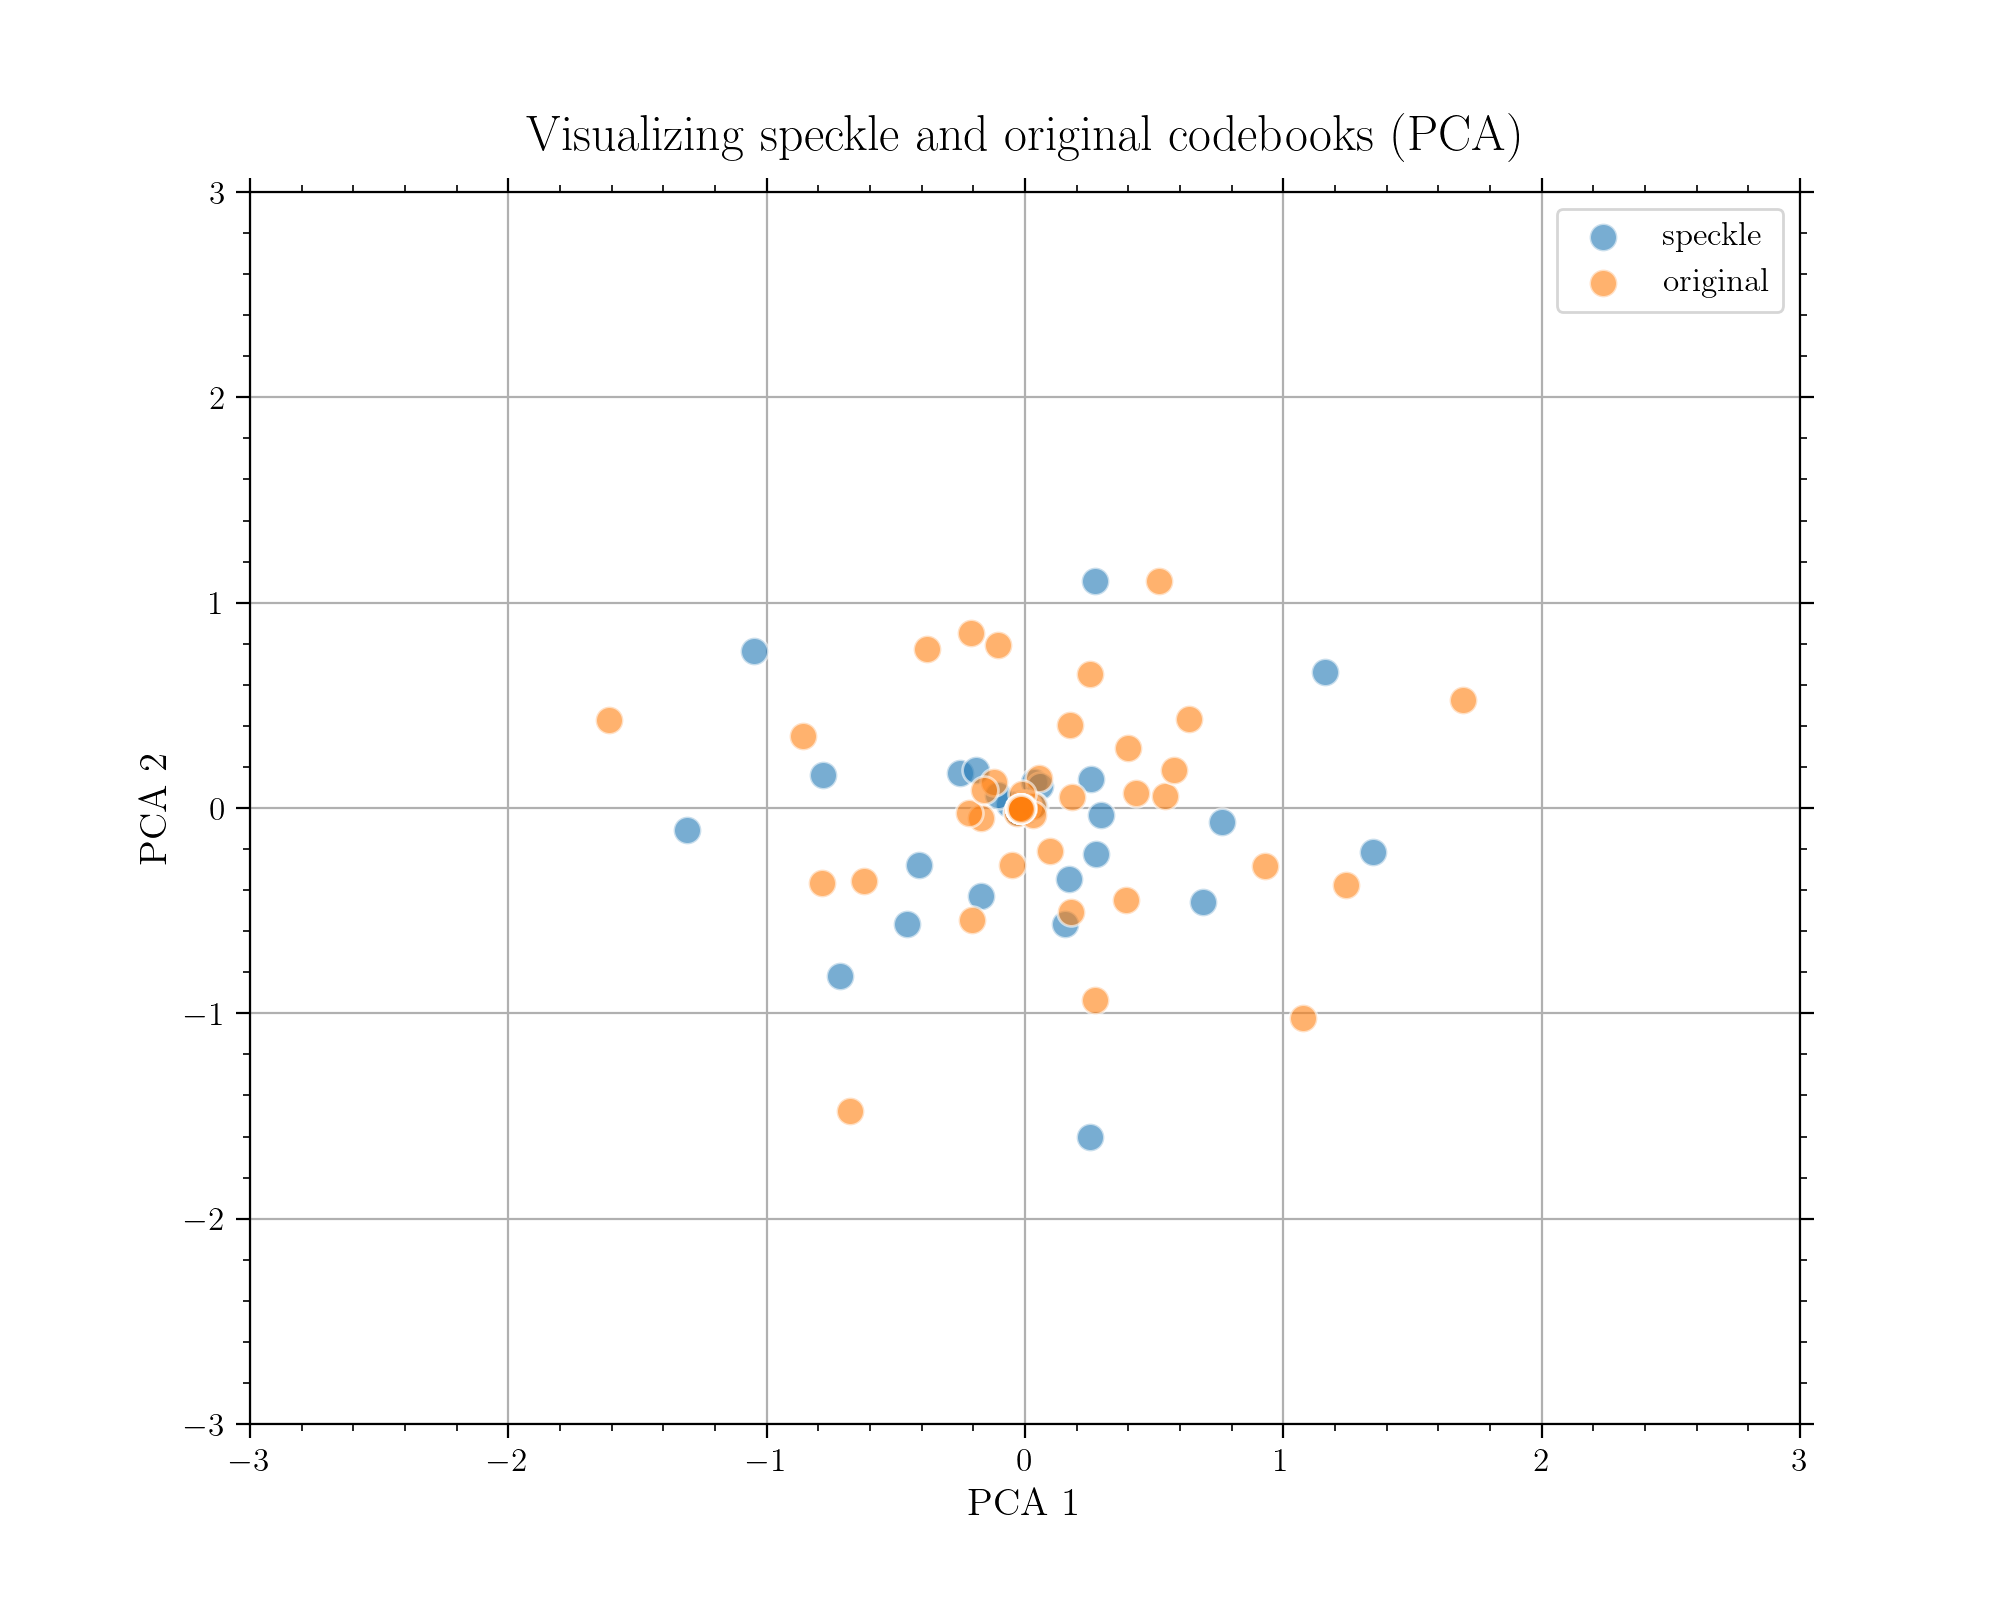 Visualizing speckle and original codebooks (PCA)
speckle
original
3
2
1
0
−1
−2
−3
PCA 2
−3
−2
−1
0
1
2
3
PCA 1